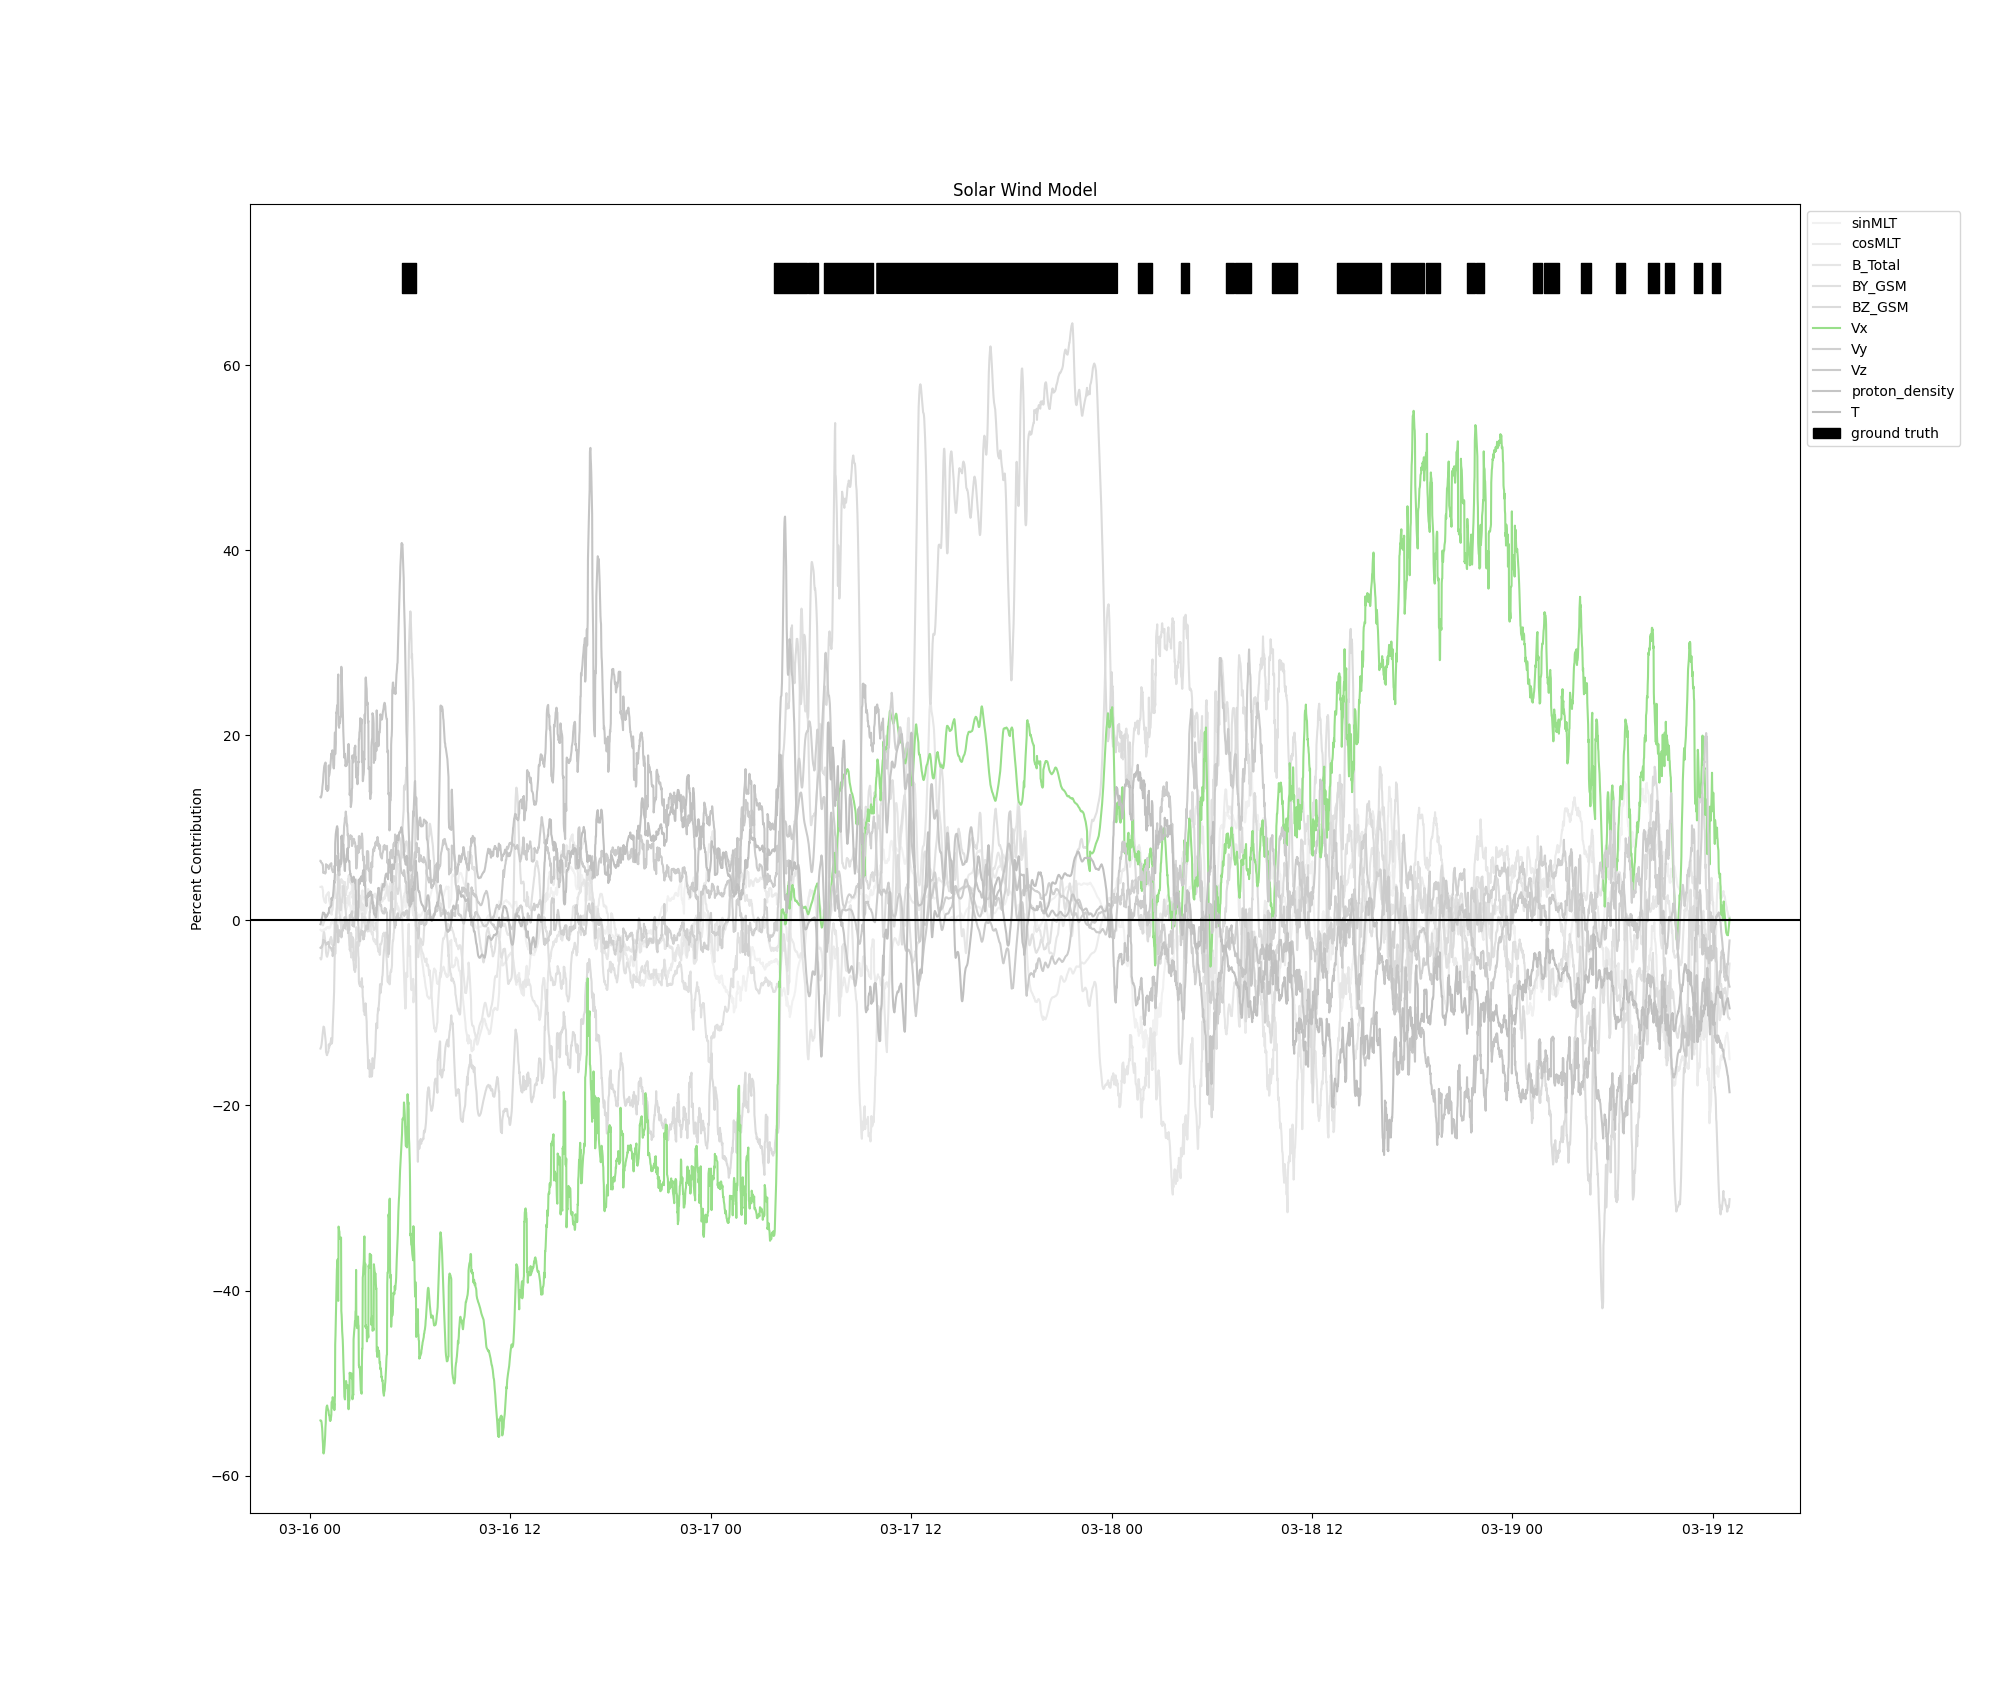 Solar Wind Model
sinMLT
cosMLT
B_Total
BY_GSM
BZ_GSM
Vx
Vy
Vz
proton_density
T
ground truth
Percent Contribution
60
40
20
0
−20
−40
−60
03-16 00
03-16 12
03-17 00
03-17 12
03-18 00
03-18 12
03-19 00
03-19 12